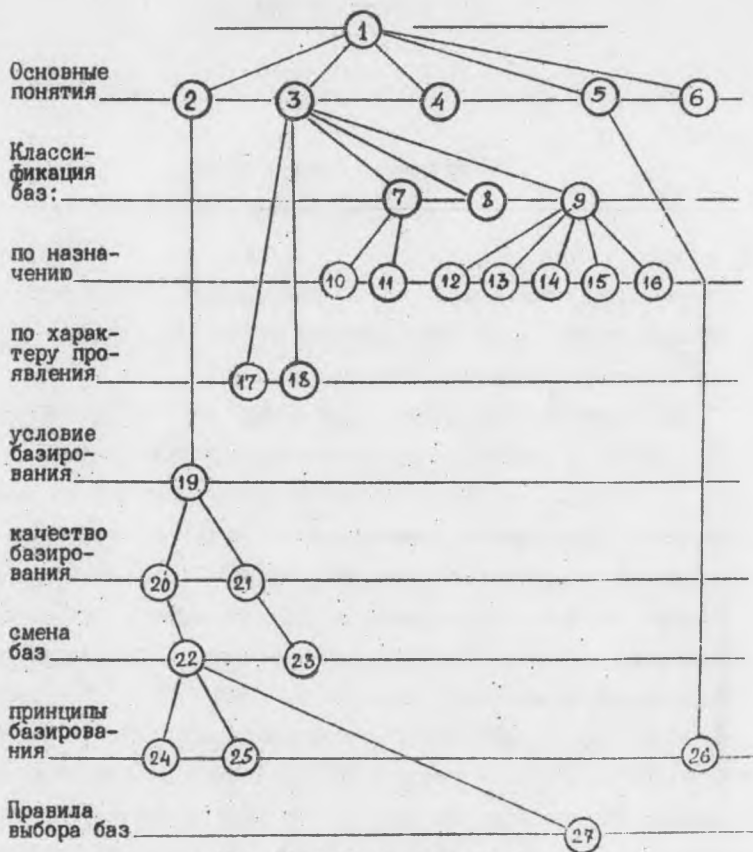 1
Основные
понятия
2 3 4 5 6
Класси-
фикация
баз:
7 8 9
по назна-
чению
10 11 12 13 14 15 16
по харак-
теру про-
явления
17 18
условие
базиро-
вания
19
качество
базиро-
вания
20 21
смена
баз
22 23
принципы
базирова-
ния
24 25 26
Правила
выбора баз
27